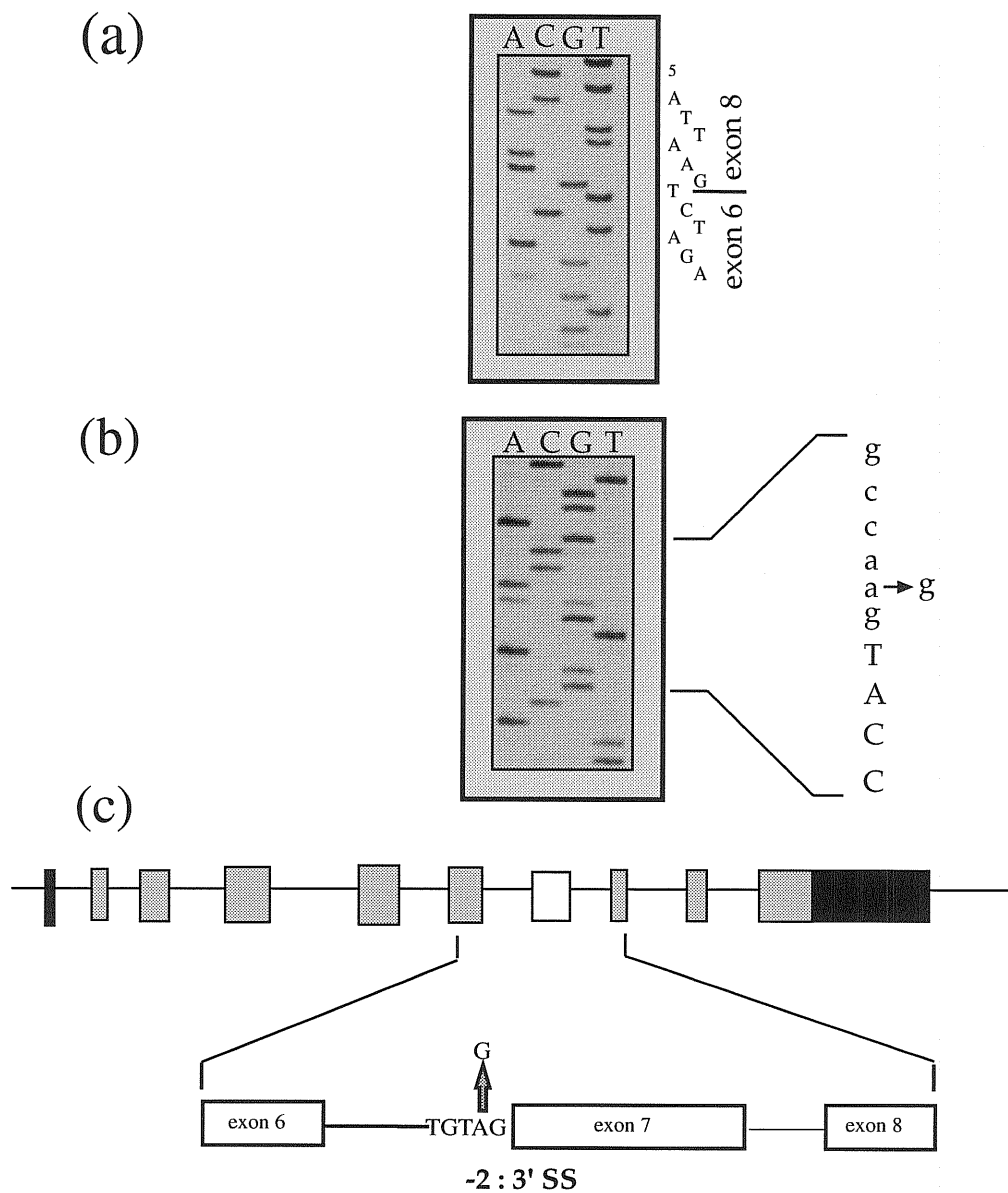 (a)
A C G T
5
A
T
T
A
A
G
T
C
T
A
G
A
exon 8
exon 6
(b)
A C G T
g
c
c
a
a → g
g
T
A
C
C
(c)
G
exon 6
TGTAG
exon 7
exon 8
-2 : 3' SS